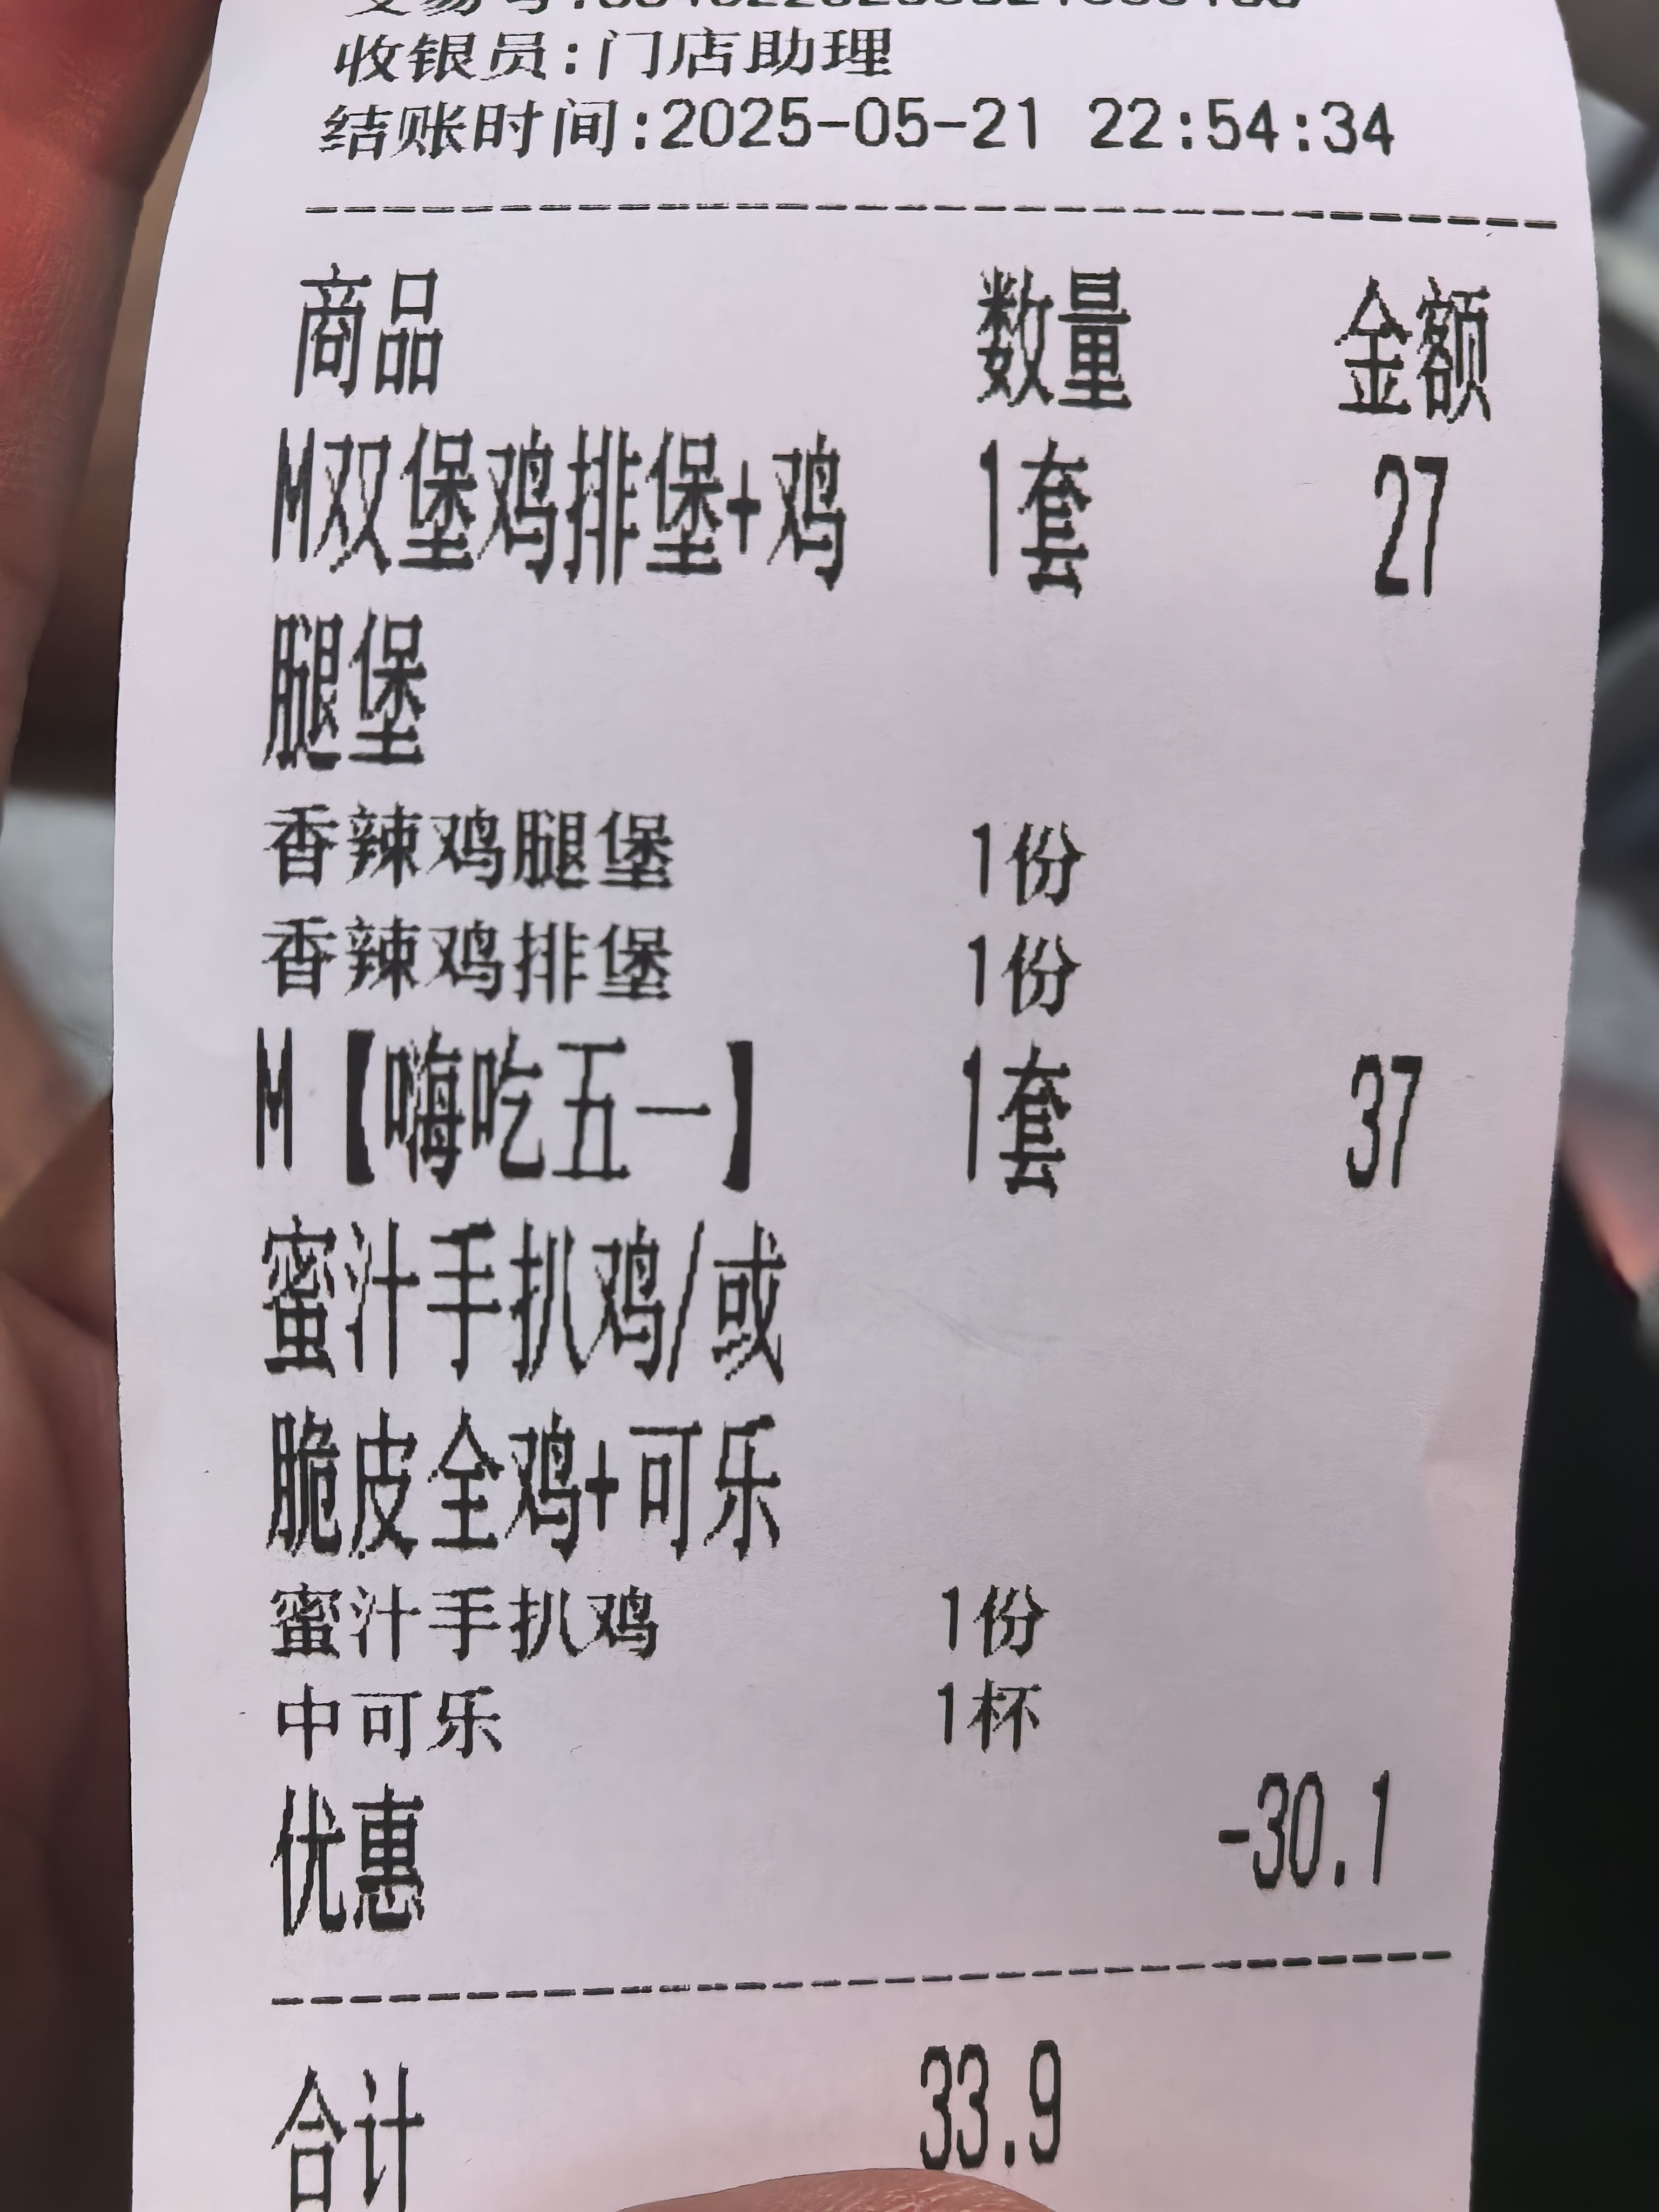 收银员:门店助理
结账时间:2025-05-21 22:54:34
商品 数量 金额
M双堡鸡排堡+鸡 1套 27
腿堡
香辣鸡腿堡 1份
香辣鸡排堡 1份
M【嗨吃五一】 1套 37
蜜汁手扒鸡/或
脆皮全鸡+可乐
蜜汁手扒鸡 1份
中可乐 1杯
优惠 -30.1
合计 33.9